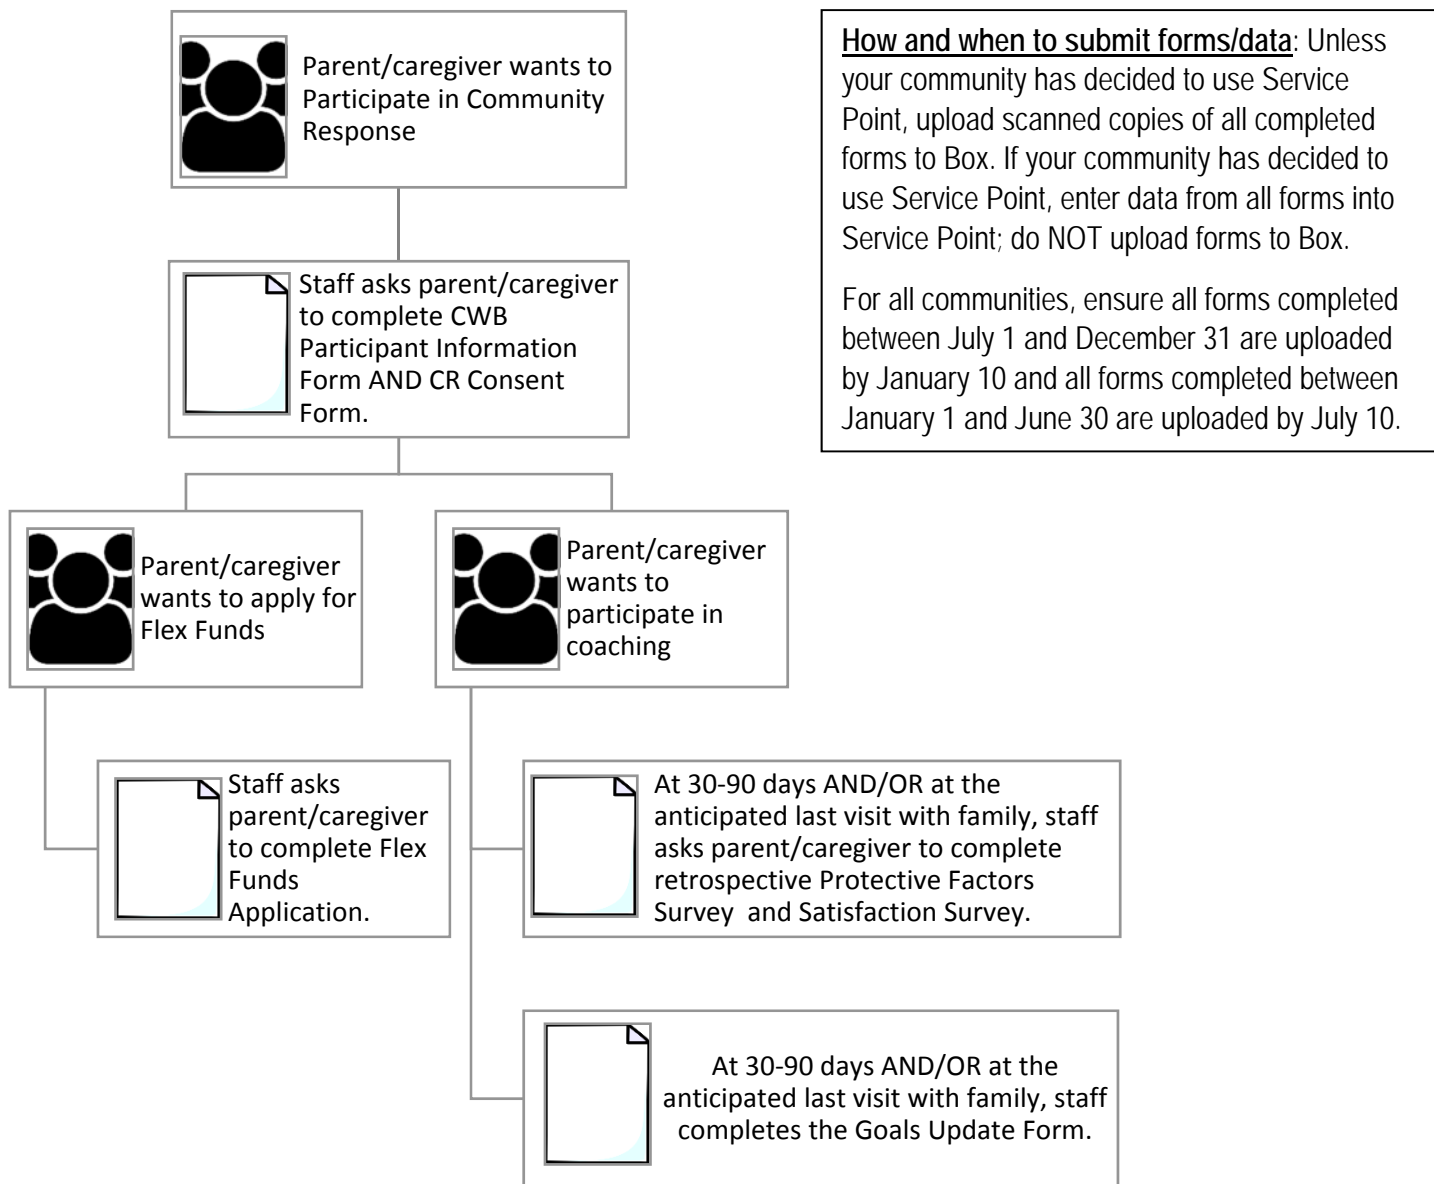 Parent/caregiver wants to
Participate in Community
Response
How and when to submit forms/data: Unless
your community has decided to use Service
Point, upload scanned copies of all completed
forms to Box. If your community has decided to
use Service Point, enter data from all forms into
Service Point; do NOT upload forms to Box.
For all communities, ensure all forms completed
between July 1 and December 31 are uploaded
by January 10 and all forms completed between
January 1 and June 30 are uploaded by July 10.
Staff asks parent/caregiver
to complete CWB
Participant Information
Form AND CR Consent
Form.
Parent/caregiver
wants to apply for
Flex Funds
Parent/caregiver
wants to
participate in
coaching
Staff asks
parent/caregiver
to complete Flex
Funds
Application.
At 30-90 days AND/OR at the
anticipated last visit with family, staff
asks parent/caregiver to complete
retrospective Protective Factors
Survey  and Satisfaction Survey.
At 30-90 days AND/OR at the
anticipated last visit with family, staff
completes the Goals Update Form.